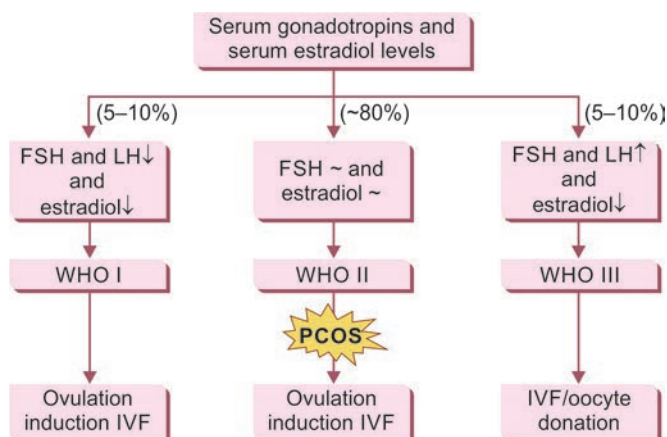 Serum gonadotropins and
serum estradiol levels
(5–10%)
(~80%)
(5–10%)
FSH and LH↓
and
estradiol↓
FSH ~ and
estradiol ~
FSH and LH↑
and
estradiol↓
WHO I
WHO II
WHO III
PCOS
Ovulation
induction IVF
Ovulation
induction IVF
IVF/oocyte
donation